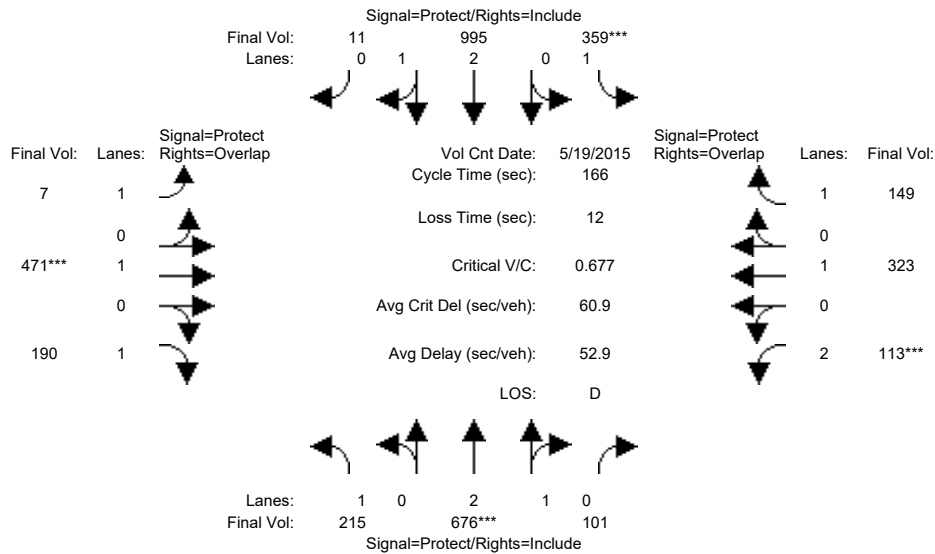 Signal=Protect/Rights=Include
Final Vol: 11 995 359***
Lanes: 0 1 2 0 1
Signal=Protect Signal=Protect
Final Vol: Lanes: Rights=Overlap Vol Cnt Date: 5/19/2015 Rights=Overlap Lanes: Final Vol:
Cycle Time (sec): 166
7 1 1 149
Loss Time (sec): 12
0 0
471*** 1 Critical V/C: 0.677 1 323
0 Avg Crit Del (sec/veh): 60.9 0
190 1 Avg Delay (sec/veh): 52.9 2 113***
LOS: D
Lanes: 1 0 2 1 0
Final Vol: 215 676*** 101
Signal=Protect/Rights=Include